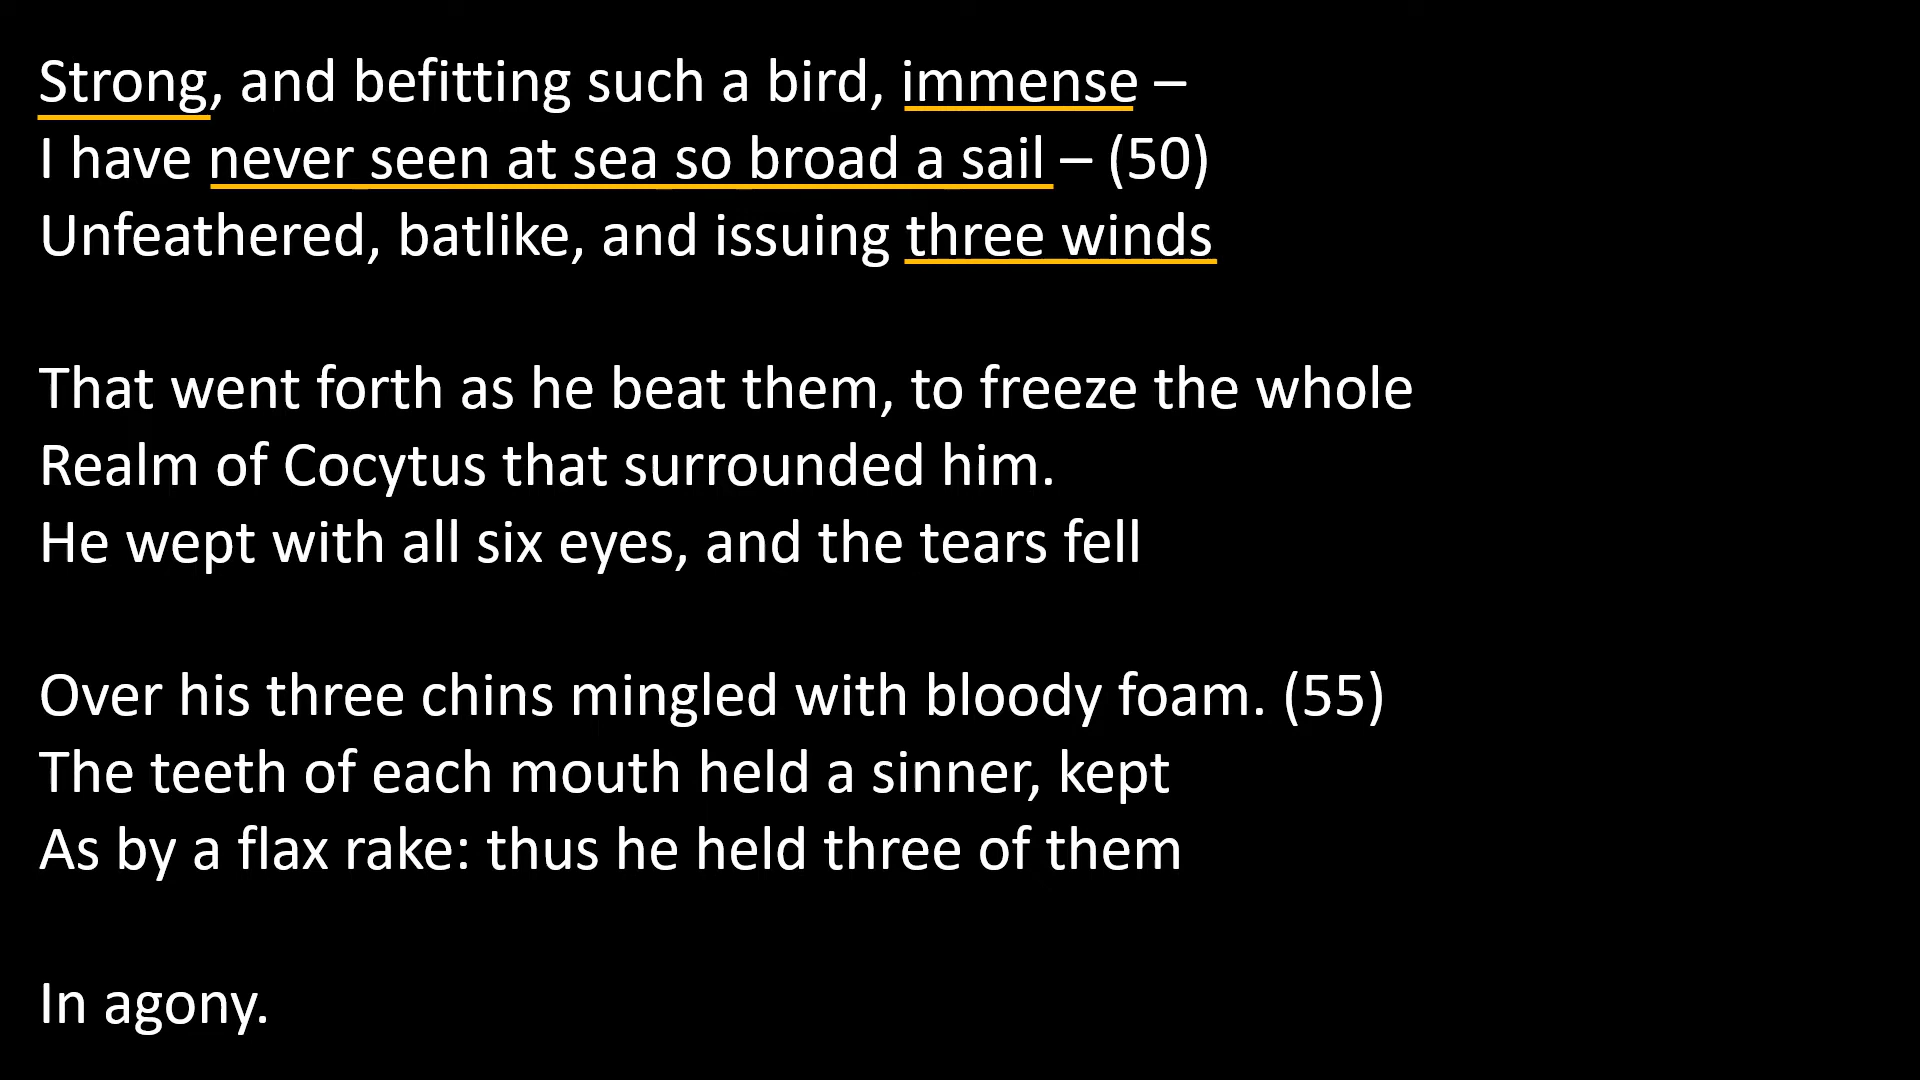 Strong, and befitting such a bird, immense –
I have never seen at sea so broad a sail – (50)
Unfeathered, batlike, and issuing three winds
That went forth as he beat them, to freeze the whole
Realm of Cocytus that surrounded him.
He wept with all six eyes, and the tears fell
Over his three chins mingled with bloody foam. (55)
The teeth of each mouth held a sinner, kept
As by a flax rake: thus he held three of them
In agony.